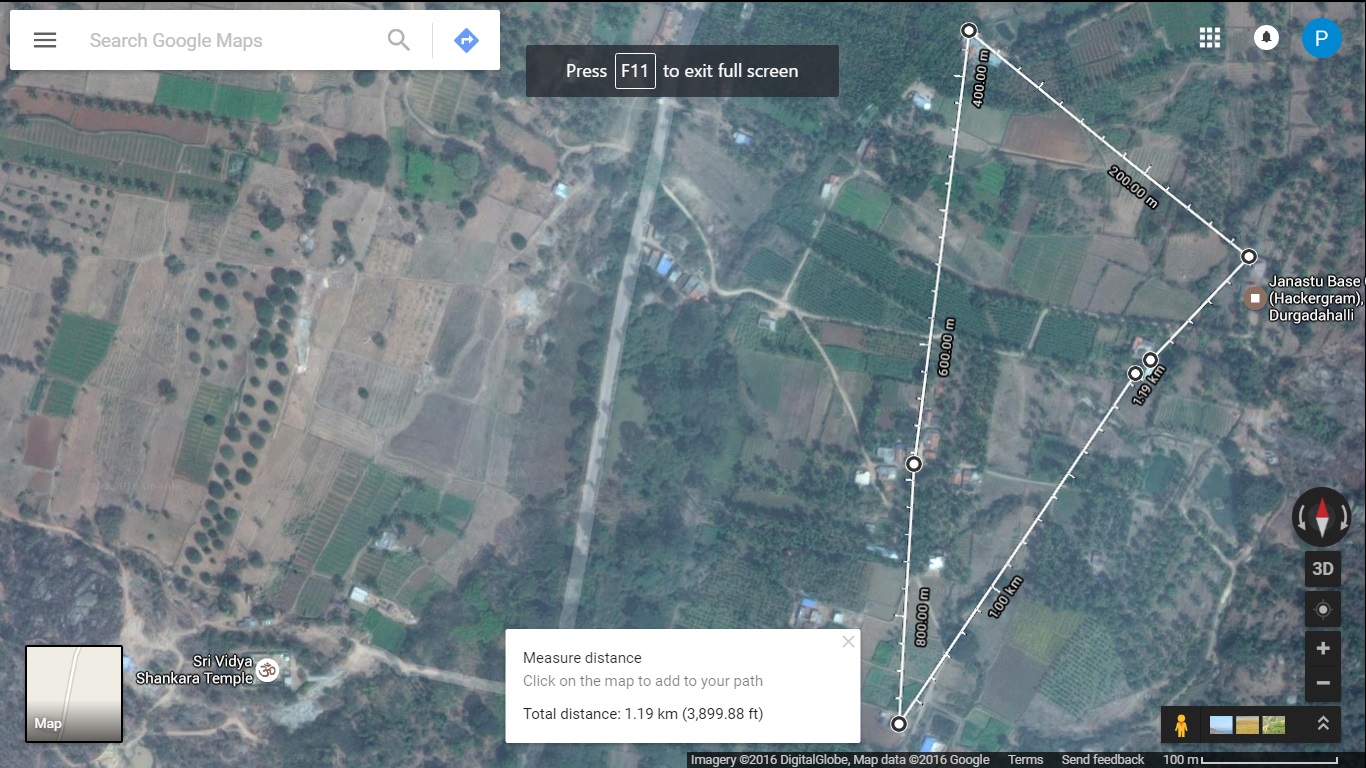 Search Google Maps
Press F11 to exit full screen
P
400.00 m
200.00 m
Janastu Base
(Hackergram),
Durgadahalli
600.00 m
1.19 km
1.00 km
800.00 m
3D
Sri Vidya
Shankara Temple
Map
Measure distance
Click on the map to add to your path
Total distance: 1.19 km (3,899.88 ft)
Imagery ©2016 DigitalGlobe, Map data ©2016 Google Terms Send feedback 100 m